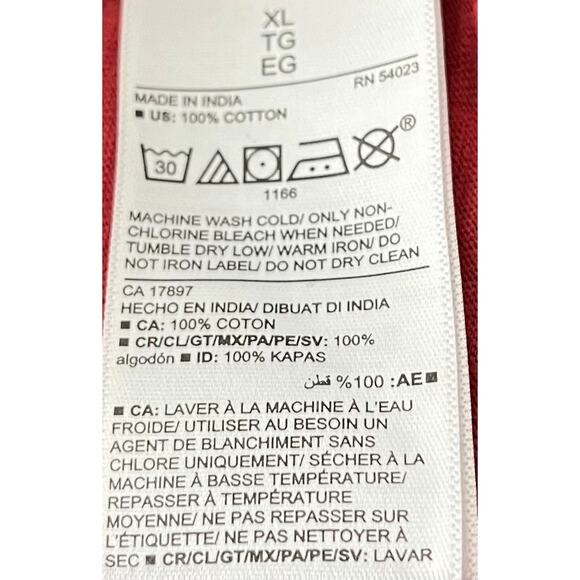 XL
TG
EG
RN 54023
MADE IN INDIA
■ US: 100% COTTON
30
®
1166
MACHINE WASH COLD/ ONLY NON-
CHLORINE BLEACH WHEN NEEDED/
TUMBLE DRY LOW/ WARM IRON/ DO
NOT IRON LABEL/ DO NOT DRY CLEAN
CA 17897
HECHO EN INDIA/ DIBUAT DI INDIA
■ CA: 100% COTON
■ CR/CL/GT/MX/PA/PE/SV: 100%
algodón ■ ID: 100% KAPAS
■ AE: 100% قطن
■ CA: LAVER À LA MACHINE À L'EAU
FROIDE/ UTILISER AU BESOIN UN
AGENT DE BLANCHIMENT SANS
CHLORE UNIQUEMENT/ SÉCHER À LA
MACHINE À BASSE TEMPÉRATURE/
REPASSER À TEMPÉRATURE
MOYENNE/ NE PAS REPASSER SUR
L'ÉTIQUETTE/ NE PAS NETTOYER À
SEC ■ CR/CL/GT/MX/PA/PE/SV: LAVAR